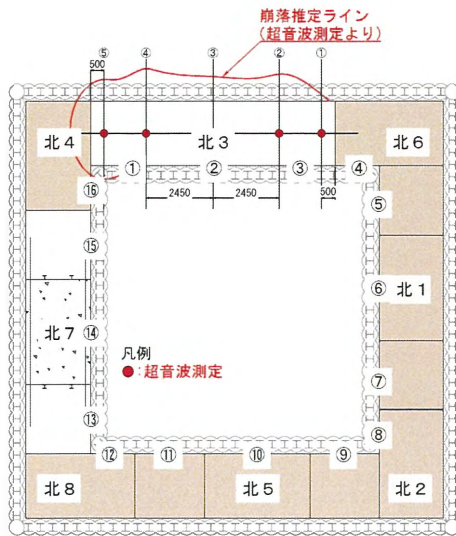 崩落推定ライン
(超音波測定より)
⑤ ④ ③ ② ①
500
北4 北3 北6
① ② ③ ④
⑯ 2450 2450 500 ⑤
⑮
⑥ 北1
北7 ⑭
凡例
●:超音波測定
⑦
⑬ ⑧
⑫ ⑪ ⑩ ⑨
北8 北5 北2